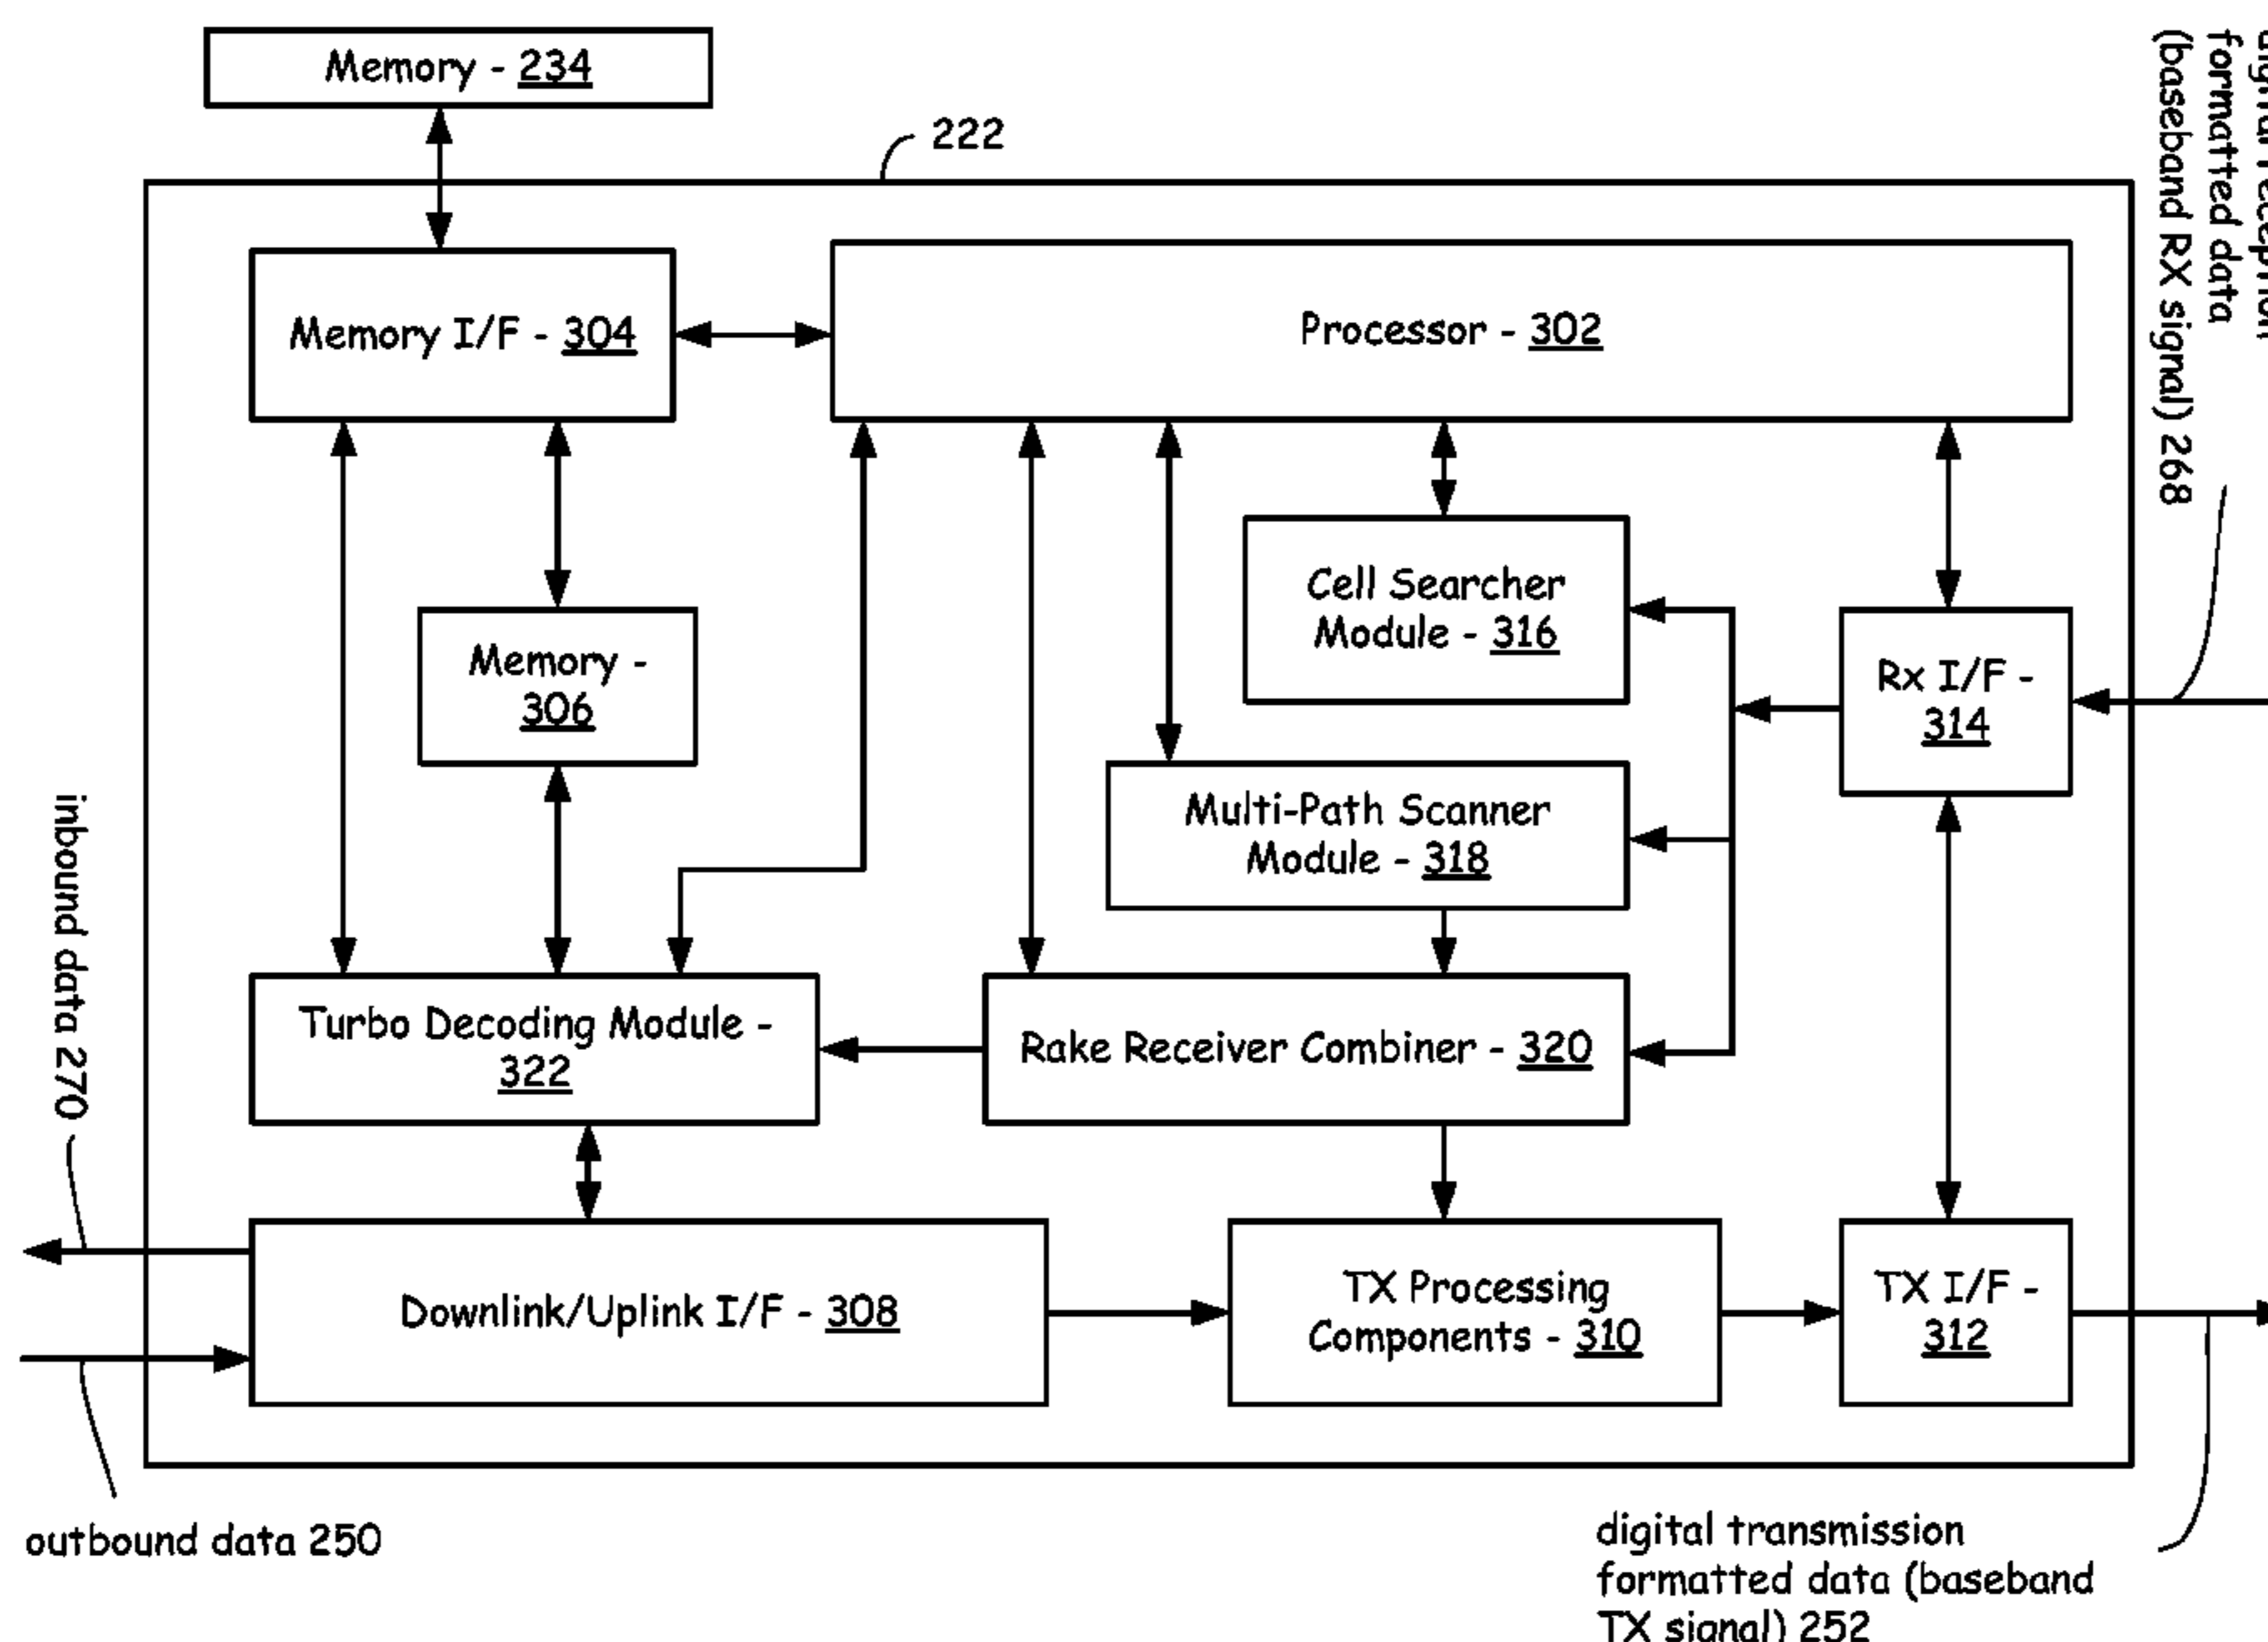 Memory - 234
222
digital reception
formatted data
(baseband RX signal) 268
Memory I/F - 304
Processor - 302
Cell Searcher
Module - 316
Memory -
306
Rx I/F -
314
Multi-Path Scanner
Module - 318
inbound data 270
Turbo Decoding Module -
322
Rake Receiver Combiner - 320
Downlink/Uplink I/F - 308
TX Processing
Components - 310
TX I/F -
312
outbound data 250
digital transmission
formatted data (baseband
TX signal) 252